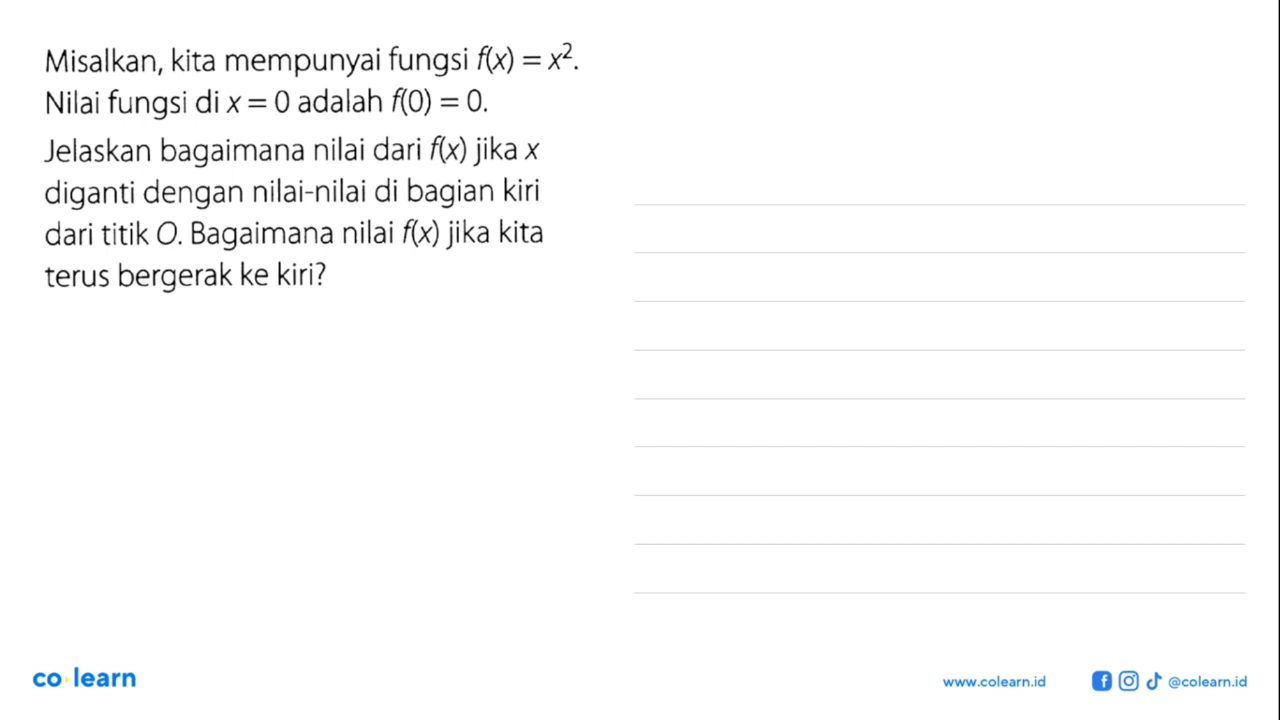 Misalkan, kita mempunyai fungsi f(x) = x².
Nilai fungsi di x = 0 adalah f(0) = 0.
Jelaskan bagaimana nilai dari f(x) jika x
diganti dengan nilai-nilai di bagian kiri
dari titik O. Bagaimana nilai f(x) jika kita
terus bergerak ke kiri?
co learn
www.colearn.id @colearn.id